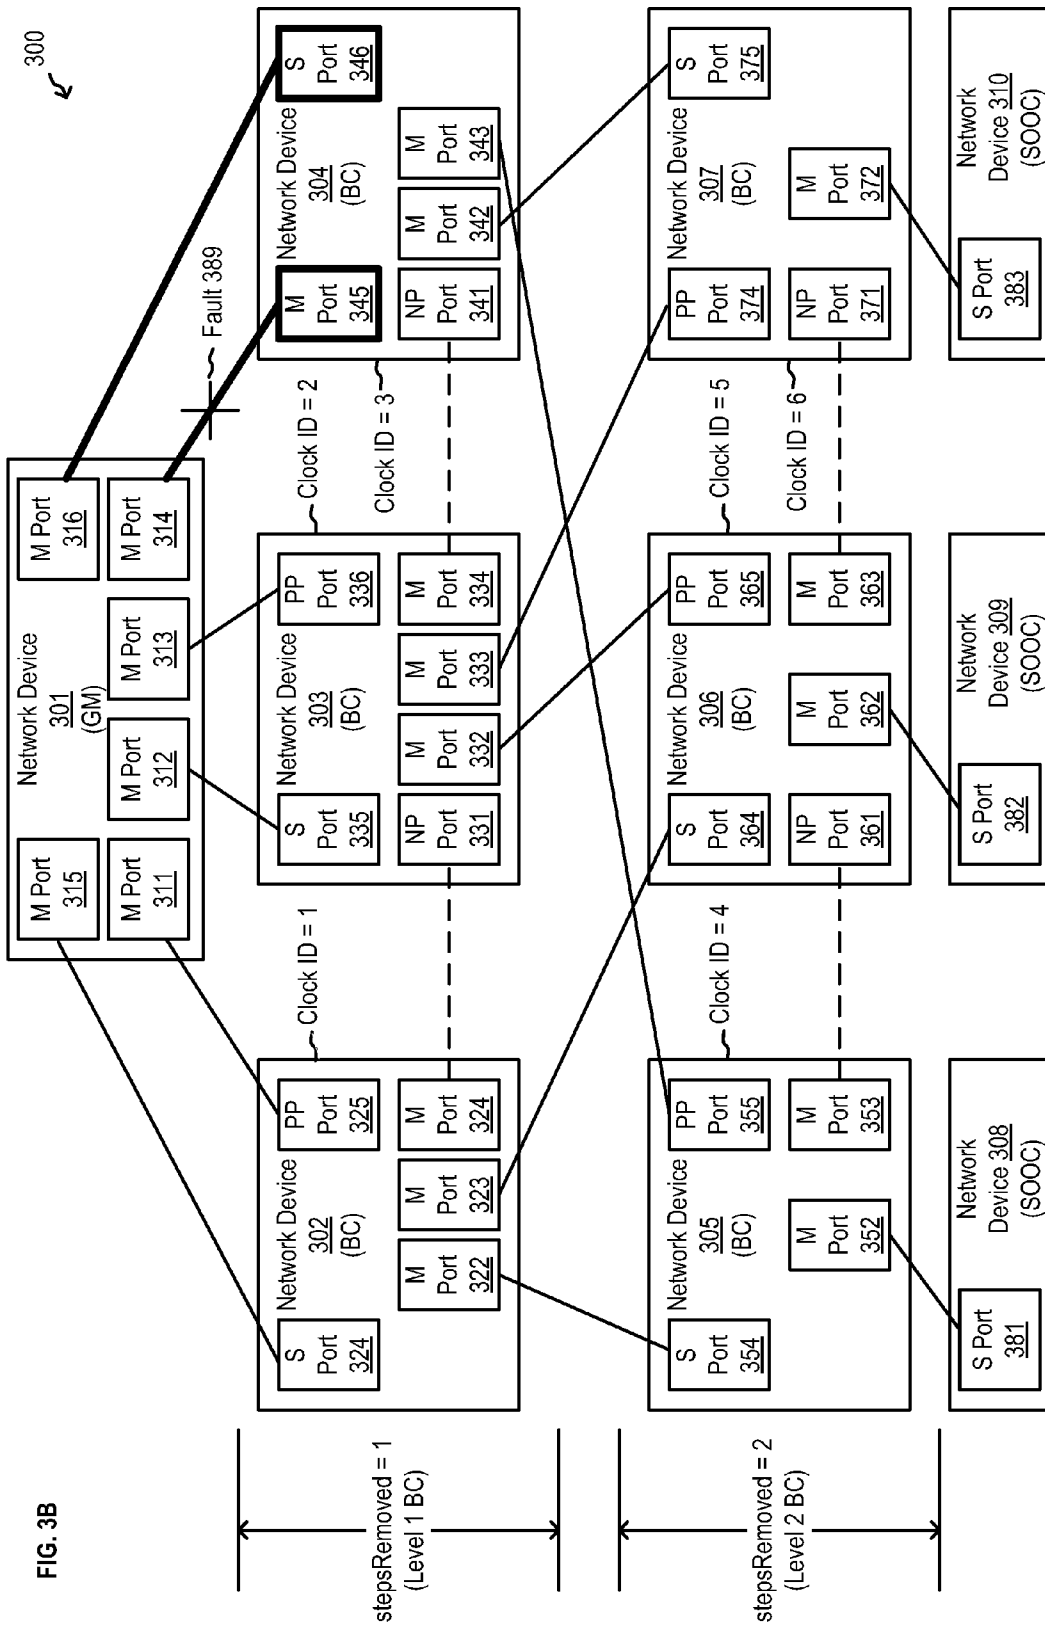 FIG. 3B
300
Network Device
301
(GM)
M Port
315
M Port
311
M Port
312
M Port
313
M Port
316
M Port
314
Fault 389
stepsRemoved = 1
(Level 1 BC)
Network Device
302
(BC)
S
Port
324
PP
Port
325
M
Port
322
M
Port
323
M
Port
324
Clock ID = 1
Network Device
303
(BC)
S
Port
335
PP
Port
336
NP
Port
331
M
Port
332
M
Port
333
M
Port
334
Clock ID = 2
Clock ID = 3
Network Device
304
(BC)
M
Port
345
S
Port
346
NP
Port
341
M
Port
342
M
Port
343
stepsRemoved = 2
(Level 2 BC)
Network Device
305
(BC)
S
Port
354
PP
Port
355
M
Port
352
M
Port
353
Clock ID = 4
Network Device
306
(BC)
S
Port
364
PP
Port
365
NP
Port
361
M
Port
362
M
Port
363
Clock ID = 5
Clock ID = 6
Network Device
307
(BC)
PP
Port
374
S
Port
375
NP
Port
371
M
Port
372
S Port
381
Network
Device 308
(SOOC)
S Port
382
Network
Device 309
(SOOC)
S Port
383
Network
Device 310
(SOOC)